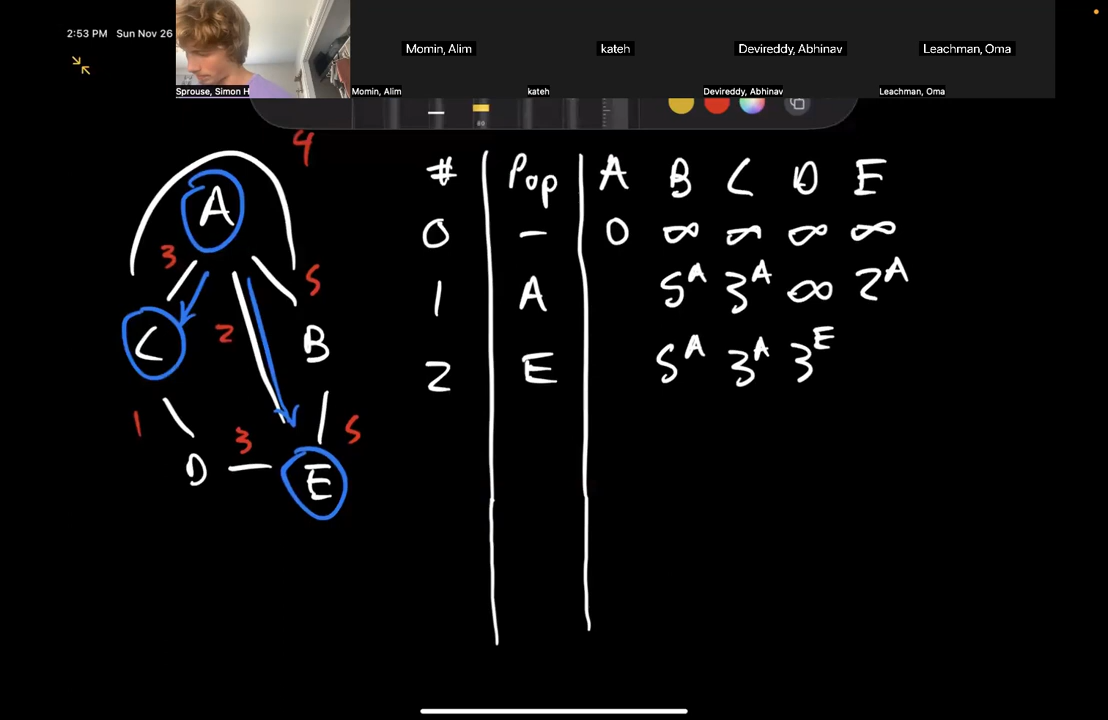 2:53 PM Sun Nov 26
Momin, Alim
kateh
Devireddy, Abhinav
Leachman, Oma
Sprouse, Simon H
Momin, Alim
kateh
Devireddy, Abhinav
Leachman, Oma
80
4
A
3
5
C
2
B
1
3
5
D
E
# Pop A B C D E
0 – 0 ∞ ∞ ∞ ∞
1 A 5^A 3^A ∞ 2^A
2 E 5^A 3^A 3^E